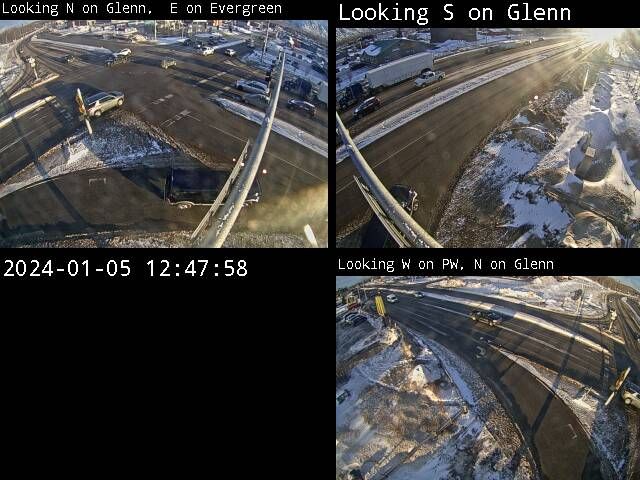 Looking N on Glenn,  E on Evergreen
Looking S on Glenn
2024-01-05 12:47:58
Looking W on PW, N on Glenn